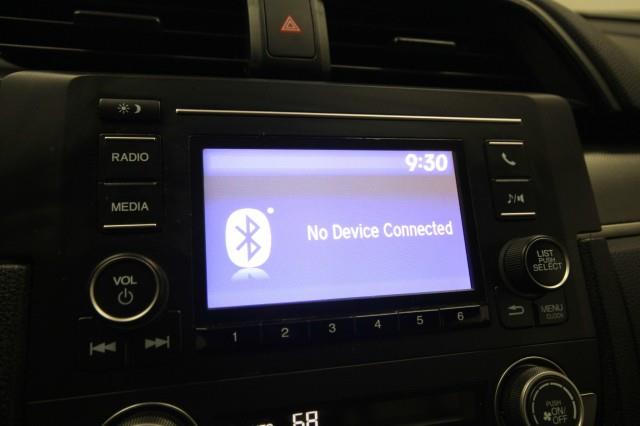 9:30
RADIO
No Device Connected
MEDIA
LIST
PUSH
SELECT
VOL
MENU
CLOCK
1 2 3 4 5 6
PUSH
ON/
OFF
68